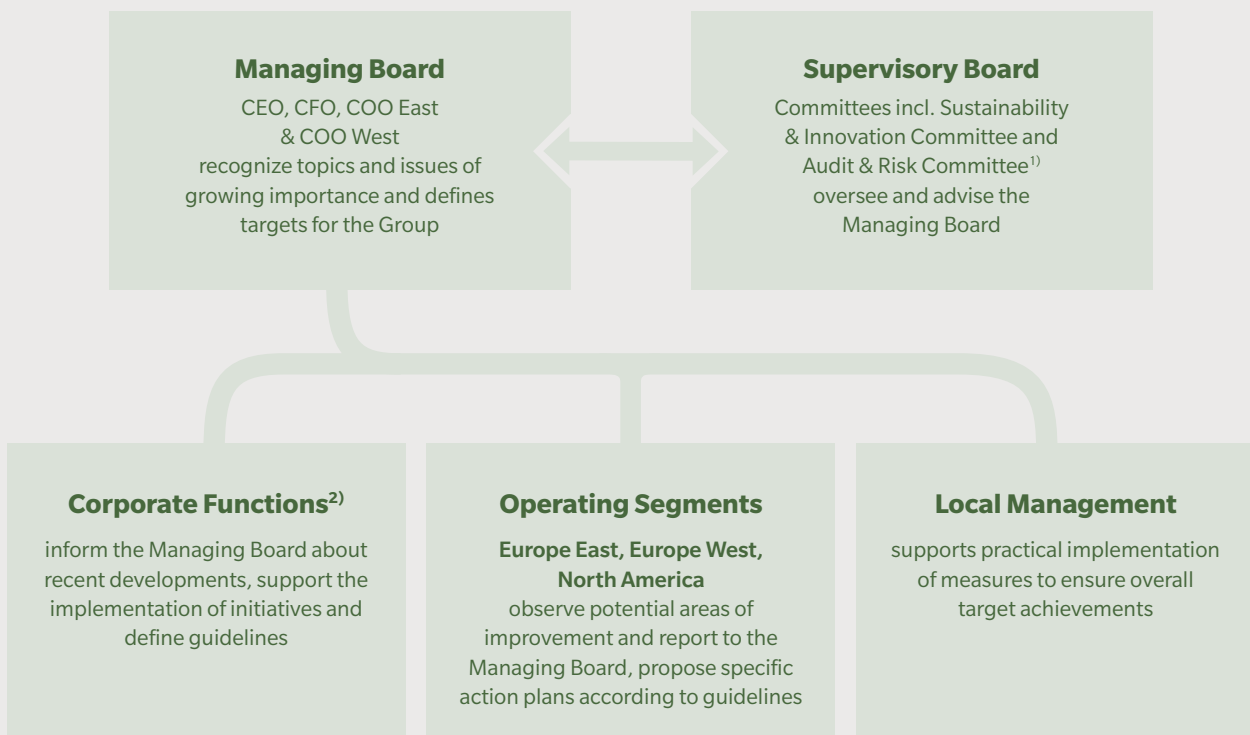 Managing Board
CEO, CFO, COO East
& COO West
recognize topics and issues of
growing importance and defines
targets for the Group
Supervisory Board
Committees incl. Sustainability
& Innovation Committee and
Audit & Risk Committee1)
oversee and advise the
Managing Board
Corporate Functions2)
inform the Managing Board about
recent developments, support the
implementation of initiatives and
define guidelines
Operating Segments
Europe East, Europe West,
North America
observe potential areas of
improvement and report to the
Managing Board, propose specific
action plans according to guidelines
Local Management
supports practical implementation
of measures to ensure overall
target achievements